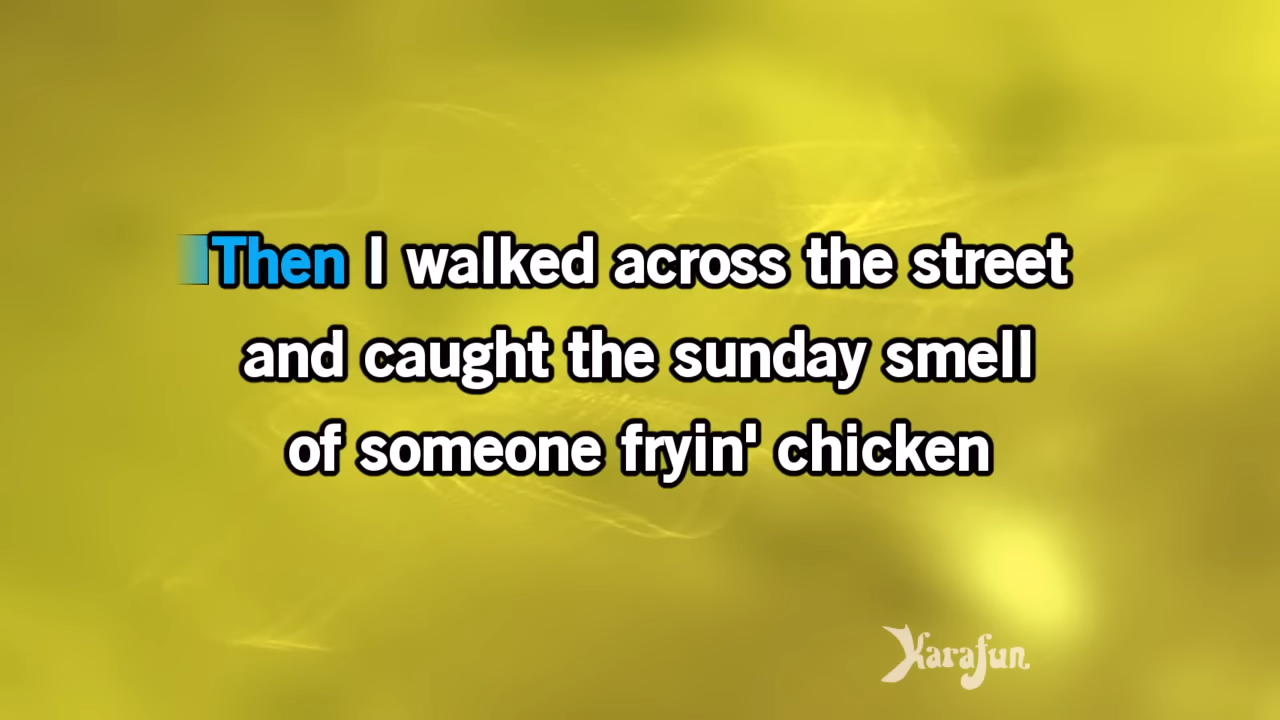 Then I walked across the street
and caught the sunday smell
of someone fryin' chicken
Karafun